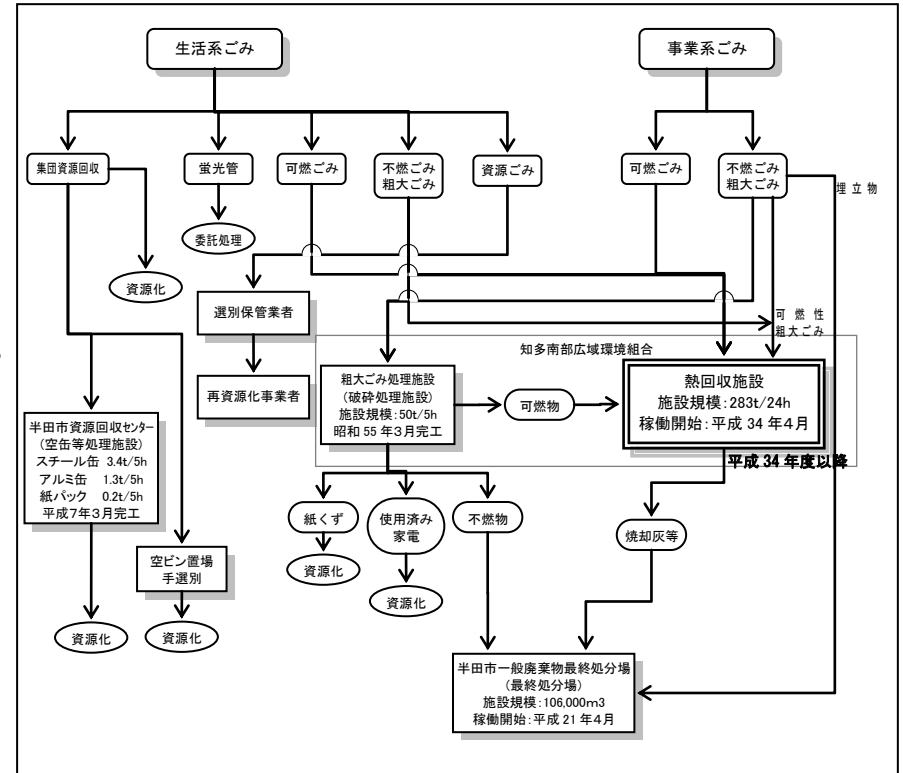 生活系ごみ
事業系ごみ
集団資源回収
蛍光管
可燃ごみ
不燃ごみ
粗大ごみ
資源ごみ
可燃ごみ
不燃ごみ
粗大ごみ
埋立物
委託処理
資源化
選別保管業者
可燃性
粗大ごみ
知多南部広域環境組合
再資源化事業者
粗大ごみ処理施設
(破砕処理施設)
施設規模:50t/5h
昭和 55 年3月完工
可燃物
熱回収施設
施設規模:283t/24h
稼働開始:平成 34 年4月
平成 34 年度以降
半田市資源回収センター
(空缶等処理施設)
スチール缶 3.4t/5h
アルミ缶 1.3t/5h
紙パック 0.2t/5h
平成7年3月完工
紙くず
使用済み
家電
不燃物
焼却灰等
空ビン置場
手選別
資源化
資源化
資源化
資源化
半田市一般廃棄物最終処分場
(最終処分場)
施設規模:106,000m3
稼働開始:平成 21 年4月